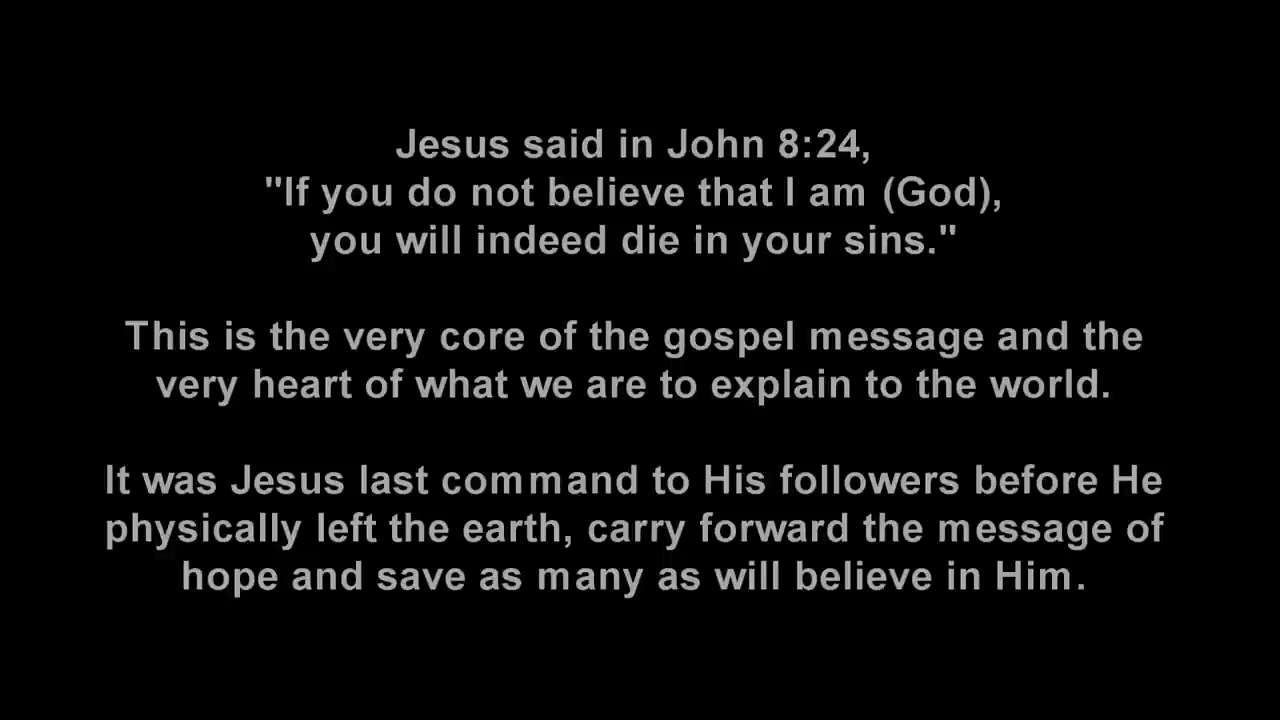 Jesus said in John 8:24,
"If you do not believe that I am (God),
you will indeed die in your sins."
This is the very core of the gospel message and the
very heart of what we are to explain to the world.
It was Jesus last command to His followers before He
physically left the earth, carry forward the message of
hope and save as many as will believe in Him.